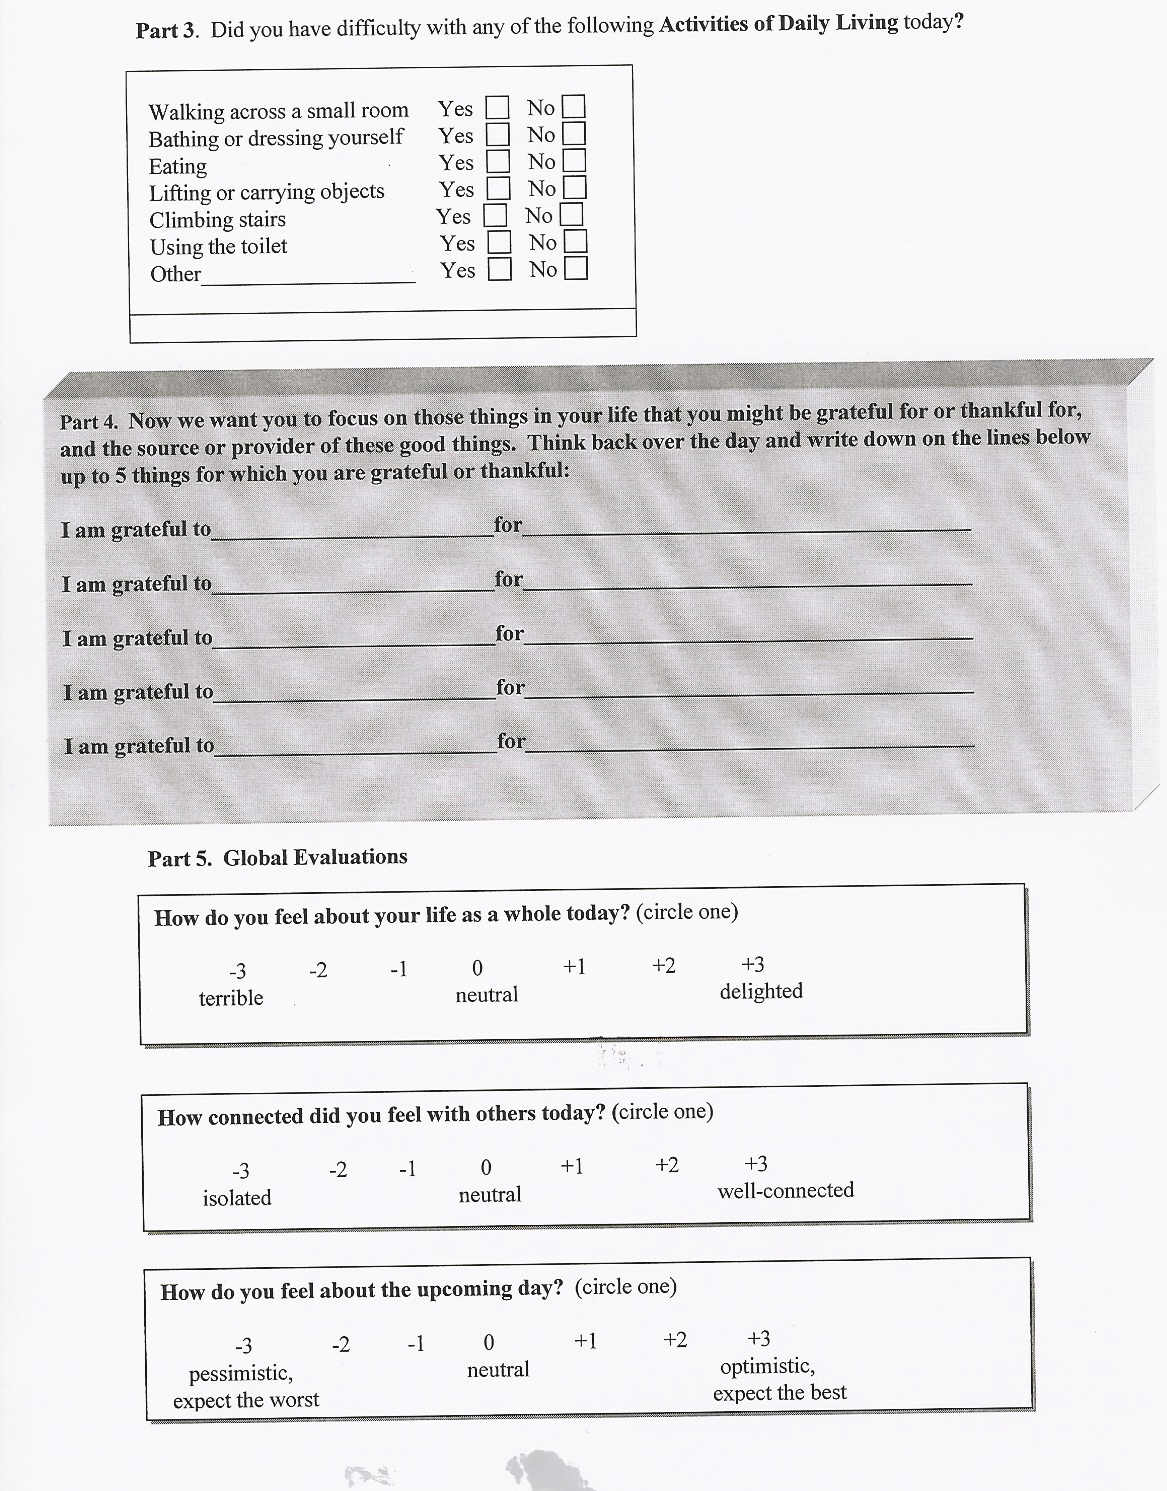 Part 3. Did you have difficulty with any of the following Activities of Daily Living today?
Walking across a small room Yes No
Bathing or dressing yourself Yes No
Eating Yes No
Lifting or carrying objects Yes No
Climbing stairs Yes No
Using the toilet Yes No
Other Yes No
Part 4. Now we want you to focus on those things in your life that you might be grateful for or thankful for,
and the source or provider of these good things. Think back over the day and write down on the lines below
up to 5 things for which you are grateful or thankful:
I am grateful to for
I am grateful to for
I am grateful to for
I am grateful to for
I am grateful to for
Part 5. Global Evaluations
How do you feel about your life as a whole today? (circle one)
-3 -2 -1 0 +1 +2 +3
terrible neutral delighted
How connected did you feel with others today? (circle one)
-3 -2 -1 0 +1 +2 +3
isolated neutral well-connected
How do you feel about the upcoming day? (circle one)
-3 -2 -1 0 +1 +2 +3
pessimistic, neutral optimistic,
expect the worst expect the best